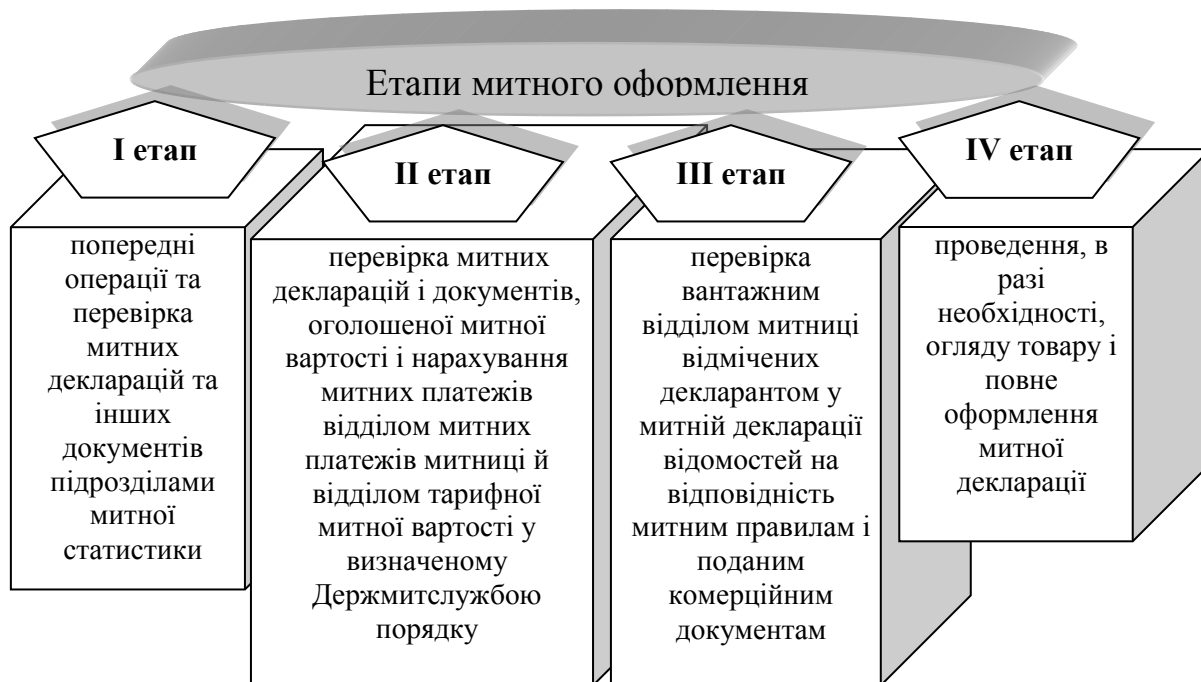 Етапи митного оформлення
I етап
попередні
операції та
перевірка
митних
декларацій та
інших
документів
підрозділами
митної
статистики
II етап
перевірка митних
декларацій і документів,
оголошеної митної
вартості і нарахування
митних платежів
відділом митних
платежів митниці й
відділом тарифної
митної вартості у
визначеному
Держмитслужбою
порядку
III етап
перевірка
вантажним
відділом митниці
відмічених
декларантом у
митній декларації
відомостей на
відповідність
митним правилам і
поданим
комерційним
документам
IV етап
проведення, в
разі
необхідності,
огляду товару і
повне
оформлення
митної
декларації